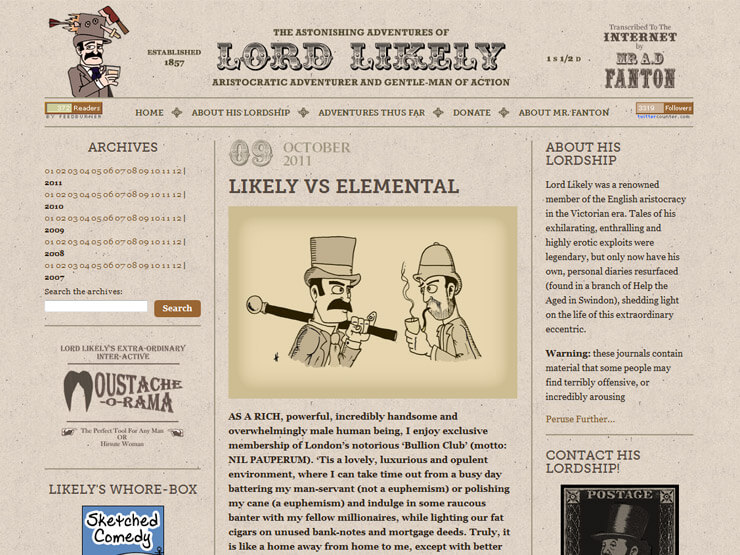 THE ASTONISHING ADVENTURES OF
ESTABLISHED
1857
LORD LIKELY
ARISTOCRATIC ADVENTURER AND GENTLE-MAN OF ACTION
1 S 1/2 D
Transcribed To The
INTERNET
by
MR A.D
FANTON
372 Readers
BY FEEDBURNER
HOME
ABOUT HIS LORDSHIP
ADVENTURES THUS FAR
DONATE
ABOUT MR. FANTON
3319 Followers
twittercounter.com
ARCHIVES
01 02 03 04 05 06 07 08 09 10 11 12 |
2011
01 02 03 04 05 06 07 08 09 10 11 12 |
2010
01 02 03 04 05 06 07 08 09 10 11 12 |
2009
01 02 03 04 05 06 07 08 09 10 11 12 |
2008
01 02 03 04 05 06 07 08 09 10 11 12 |
2007
Search the archives:
Search
LORD LIKELY'S EXTRA-ORDINARY
INTER-ACTIVE
MOUSTACHE
-O-RAMA
The Perfect Tool For Any Man
OR
Hirsute Woman
LIKELY'S WHORE-BOX
Sketched
Comedy
09
OCTOBER
2011
LIKELY VS ELEMENTAL
AS A RICH, powerful, incredibly handsome and
overwhelmingly male human being, I enjoy exclusive
membership of London's notorious 'Bullion Club' (motto:
NIL PAUPERUM). 'Tis a lovely, luxurious and opulent
environment, where I can take time out from a busy day
battering my man-servant (not a euphemism) or polishing
my cane (a euphemism) and indulge in some raucous
banter with my fellow millionaires, while lighting our fat
cigars on unused bank-notes and mortgage deeds. Truly, it
is like a home away from home to me, except with better
ABOUT HIS
LORDSHIP
Lord Likely was a renowned
member of the English aristocracy
in the Victorian era. Tales of his
exhilarating, enthralling and
highly erotic exploits were
legendary, but only now have his
own, personal diaries resurfaced
(found in a branch of Help the
Aged in Swindon), shedding light
on the life of this extraordinary
eccentric.
Warning: these journals contain
material that some people may
find terribly offensive, or
incredibly arousing
Peruse Further...
CONTACT HIS
LORDSHIP!
POSTAGE